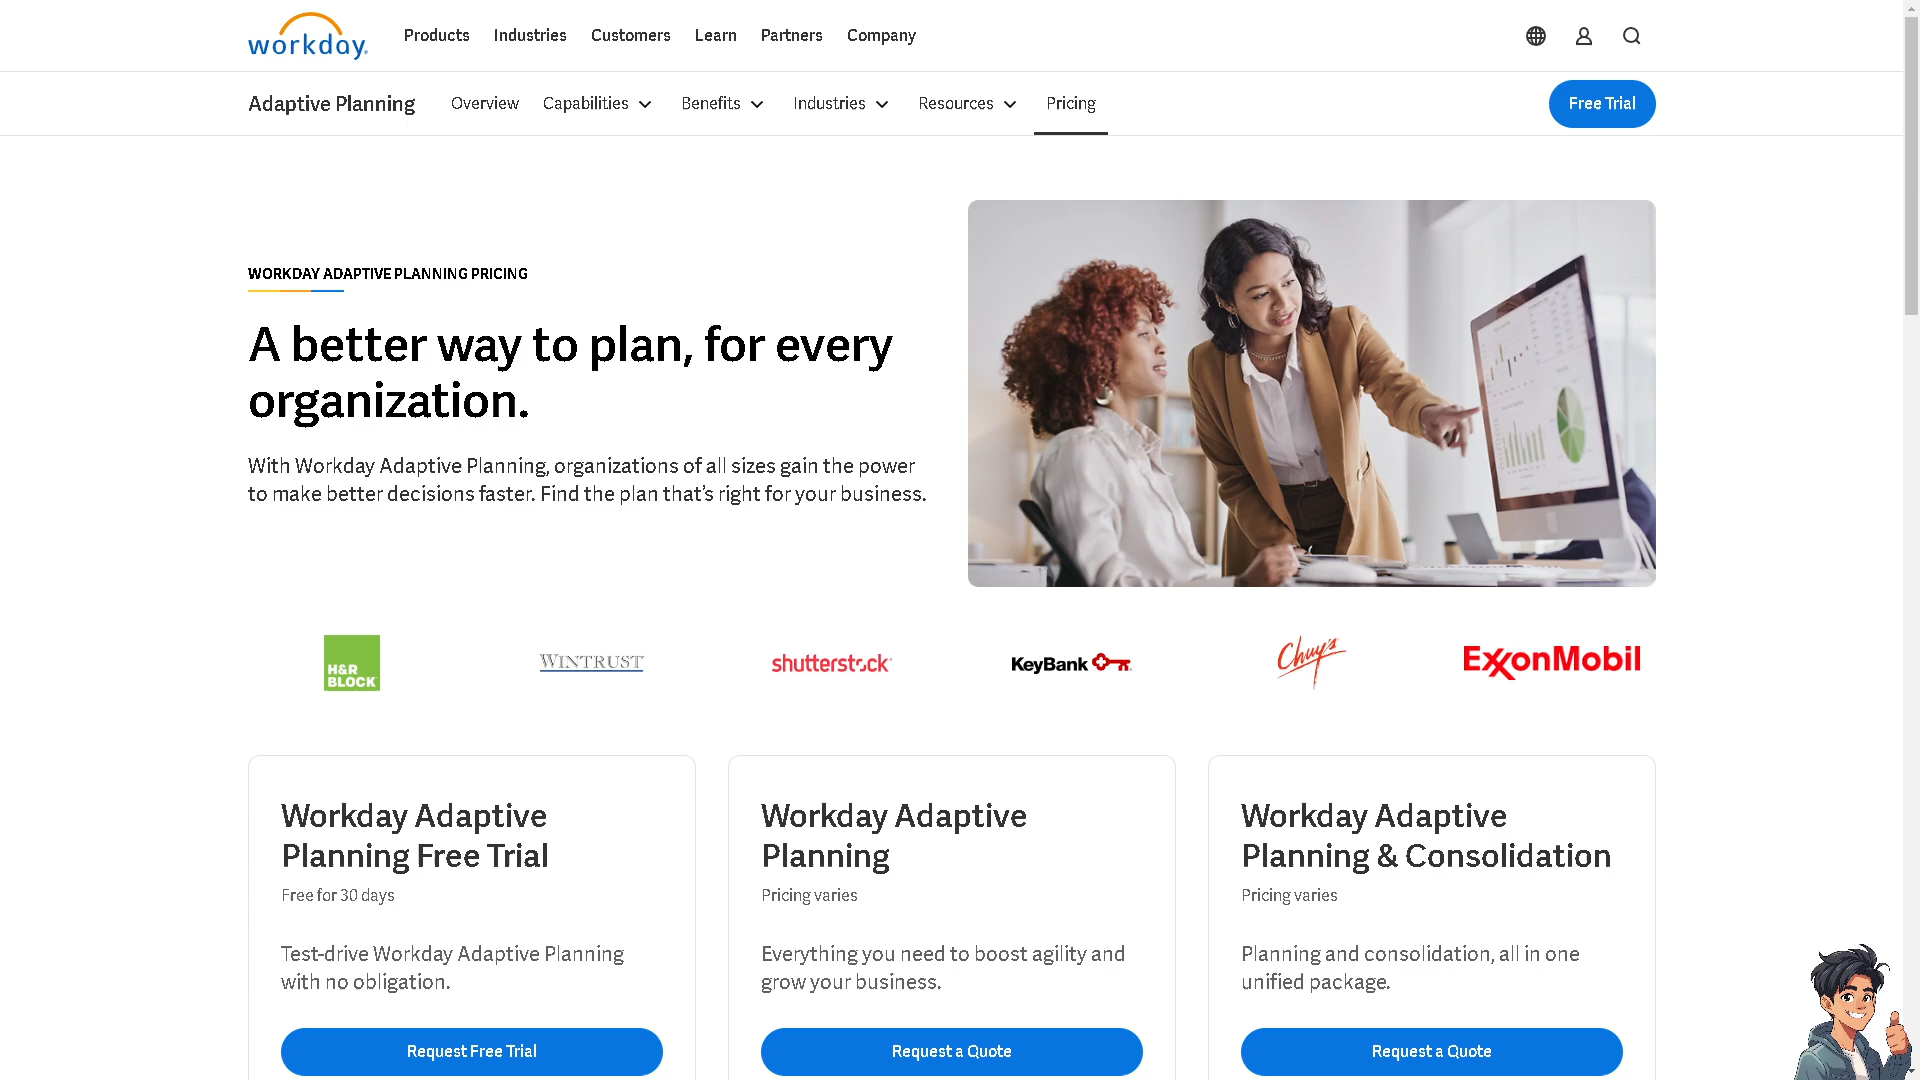 workday.
Products Industries Customers Learn Partners Company
Adaptive Planning Overview Capabilities Benefits Industries Resources Pricing Free Trial
WORKDAY ADAPTIVE PLANNING PRICING
A better way to plan, for every
organization.
With Workday Adaptive Planning, organizations of all sizes gain the power
to make better decisions faster. Find the plan that’s right for your business.
H&R
BLOCK
WINTRUST
shutterstock
KeyBank
Chuy's
ExxonMobil
Workday Adaptive
Planning Free Trial
Free for 30 days
Test-drive Workday Adaptive Planning
with no obligation.
Request Free Trial
Workday Adaptive
Planning
Pricing varies
Everything you need to boost agility and
grow your business.
Request a Quote
Workday Adaptive
Planning & Consolidation
Pricing varies
Planning and consolidation, all in one
unified package.
Request a Quote